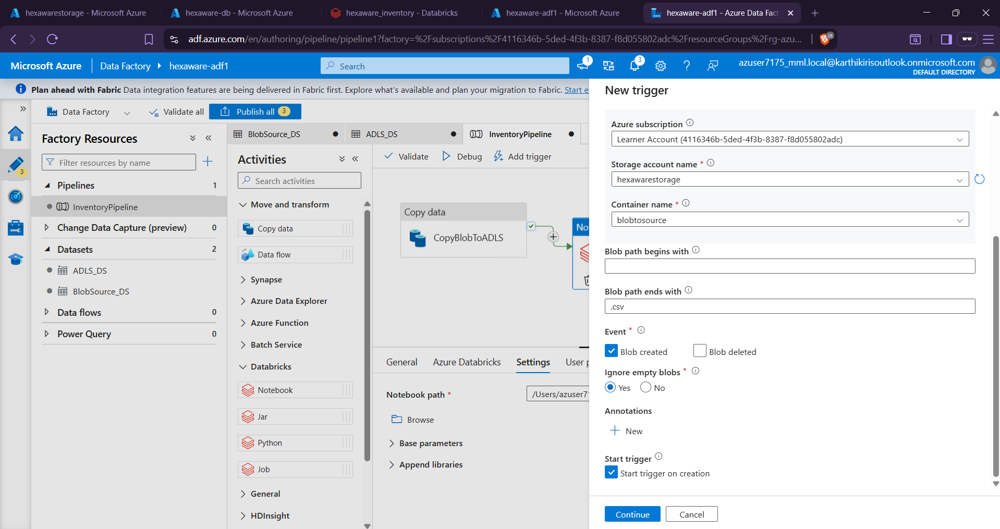 hexawarestorage - Microsoft Azure
hexaware-db - Microsoft Azure
hexaware_inventory - Databricks
hexaware-adf1 - Microsoft Azure
hexaware-adf1 - Azure Data Fact
adf.azure.com/en/authoring/pipeline/pipeline1?factory=%2Fsubscriptions%2F4116346b-5ded-4f3b-8387-f8d055802adc%2FresourceGroups%2Frg-azu...
28
Microsoft Azure
Data Factory
hexaware-adf1
Search
1
3
azuser7175_mml.local@karthikirisoutlook.onmicrosoft.com
DEFAULT DIRECTORY
Plan ahead with Fabric Data integration features are being delivered in Fabric first. Explore what's available and plan your migration to Fabric. Start e
Data Factory
Validate all
Publish all 3
3
Factory Resources
Filter resources by name
Pipelines 1
InventoryPipeline
Change Data Capture (preview) 0
Datasets 2
ADLS_DS
BlobSource_DS
Data flows 0
Power Query 0
BlobSource_DS
ADLS_DS
InventoryPipeline
Activities
Search activities
Move and transform
Copy data
Data flow
Synapse
Azure Data Explorer
Azure Function
Batch Service
Databricks
Notebook
Jar
Python
Job
General
HDInsight
Validate
Debug
Add trigger
Copy data
CopyBlobToADLS
No
General
Azure Databricks
Settings
User p
Notebook path *
/Users/azuser71
Browse
Base parameters
Append libraries
New trigger
Azure subscription
Learner Account (4116346b-5ded-4f3b-8387-f8d055802adc)
Storage account name *
hexawarestorage
Container name *
blobtosource
Blob path begins with
Blob path ends with
.csv
Event *
Blob created
Blob deleted
Ignore empty blobs *
Yes
No
Annotations
New
Start trigger
Start trigger on creation
Continue
Cancel